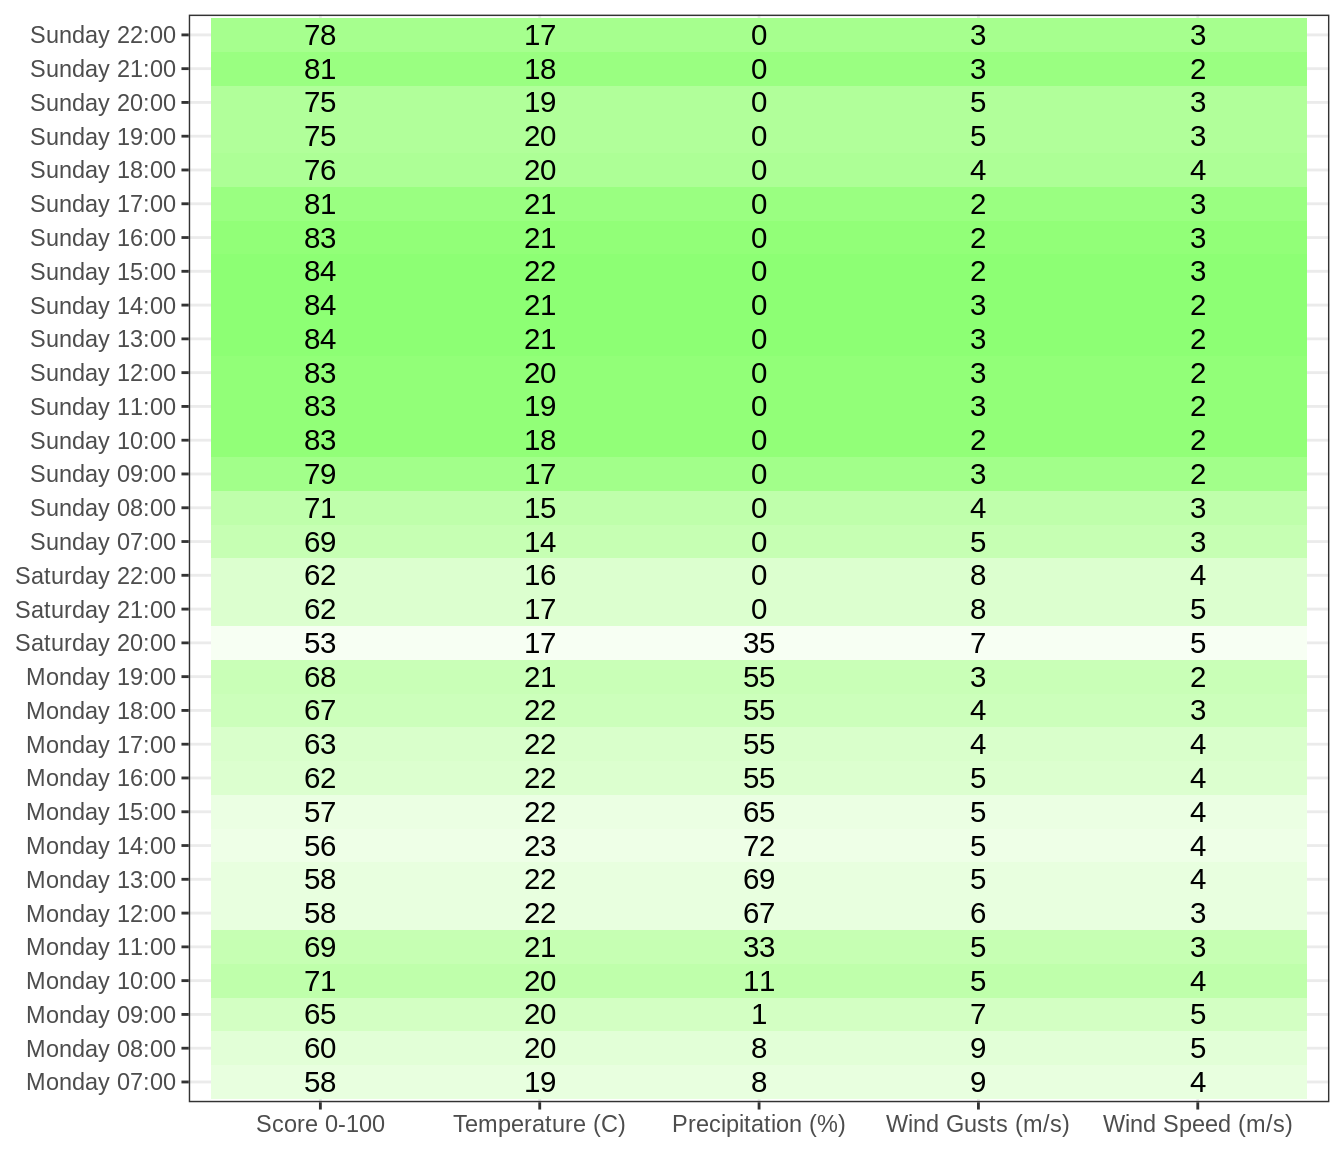 Sunday 22:00 78 17 0 3 3
Sunday 21:00 81 18 0 3 2
Sunday 20:00 75 19 0 5 3
Sunday 19:00 75 20 0 5 3
Sunday 18:00 76 20 0 4 4
Sunday 17:00 81 21 0 2 3
Sunday 16:00 83 21 0 2 3
Sunday 15:00 84 22 0 2 3
Sunday 14:00 84 21 0 3 2
Sunday 13:00 84 21 0 3 2
Sunday 12:00 83 20 0 3 2
Sunday 11:00 83 19 0 3 2
Sunday 10:00 83 18 0 2 2
Sunday 09:00 79 17 0 3 2
Sunday 08:00 71 15 0 4 3
Sunday 07:00 69 14 0 5 3
Saturday 22:00 62 16 0 8 4
Saturday 21:00 62 17 0 8 5
Saturday 20:00 53 17 35 7 5
Monday 19:00 68 21 55 3 2
Monday 18:00 67 22 55 4 3
Monday 17:00 63 22 55 4 4
Monday 16:00 62 22 55 5 4
Monday 15:00 57 22 65 5 4
Monday 14:00 56 23 72 5 4
Monday 13:00 58 22 69 5 4
Monday 12:00 58 22 67 6 3
Monday 11:00 69 21 33 5 3
Monday 10:00 71 20 11 5 4
Monday 09:00 65 20 1 7 5
Monday 08:00 60 20 8 9 5
Monday 07:00 58 19 8 9 4
Score 0-100 Temperature (C) Precipitation (%) Wind Gusts (m/s) Wind Speed (m/s)